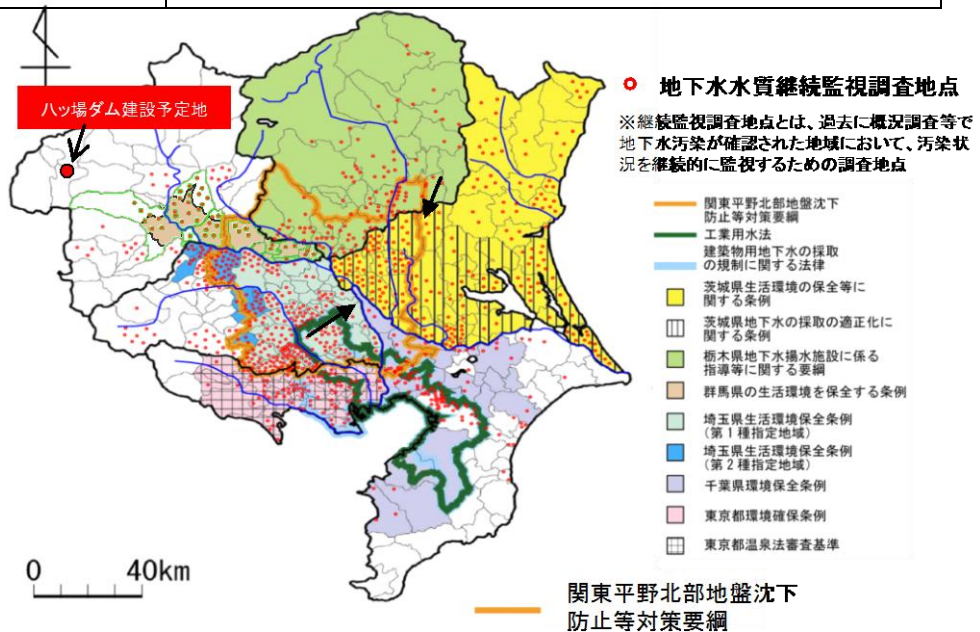 八ッ場ダム建設予定地
地下水水質継続監視調査地点
※継続監視調査地点とは、過去に概況調査等で
地下水汚染が確認された地域において、汚染状
況を継続的に監視するための調査地点
関東平野北部地盤沈下
防止等対策要綱
工業用水法
建築物用地下水の採取
の規制に関する法律
茨城県生活環境の保全等に
関する条例
茨城県地下水の採取の適正化に
関する条例
栃木県地下水揚水施設に係る
指導等に関する要綱
群馬県の生活環境を保全する条例
埼玉県生活環境保全条例
(第1種指定地域)
埼玉県生活環境保全条例
(第2種指定地域)
千葉県環境保全条例
東京都環境確保条例
東京都温泉法審査基準
0 40km
関東平野北部地盤沈下
防止等対策要綱